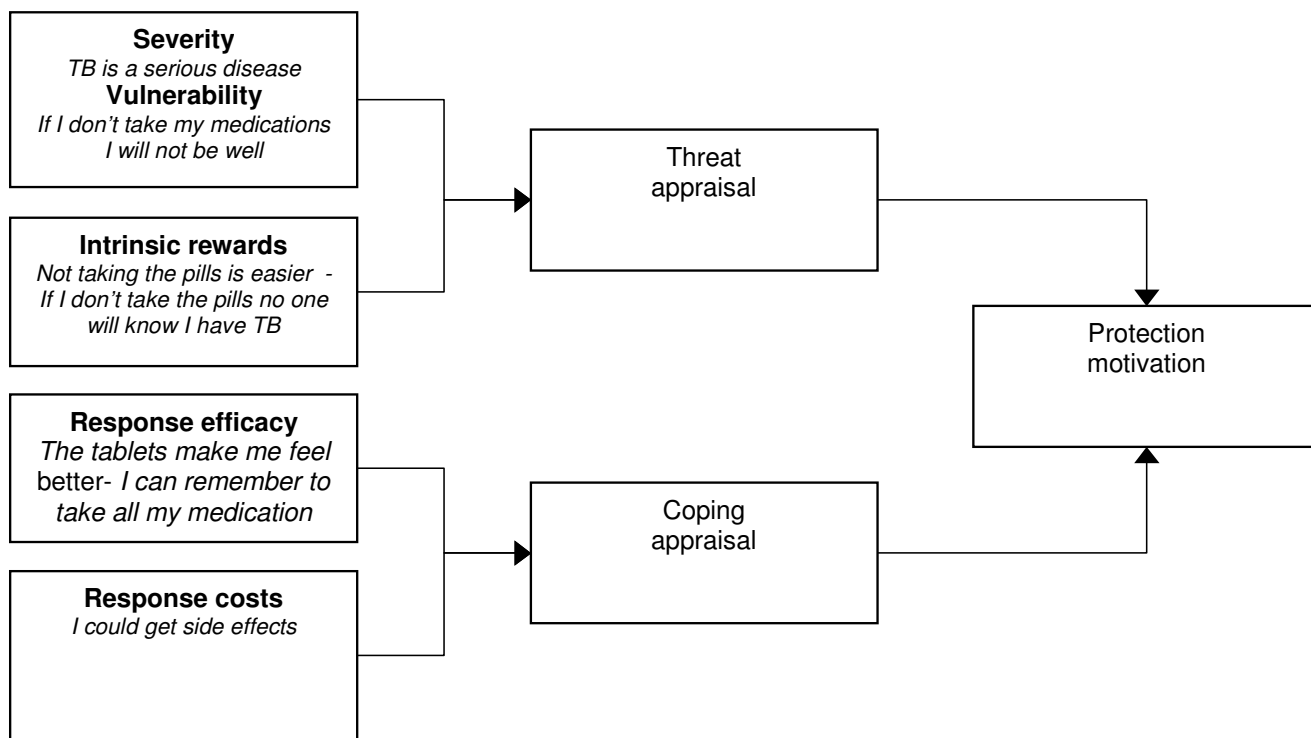 Severity
TB is a serious disease
Vulnerability
If I don't take my medications
I will not be well
Intrinsic rewards
Not taking the pills is easier -
If I don't take the pills no one
will know I have TB
Response efficacy
The tablets make me feel
better- I can remember to
take all my medication
Response costs
I could get side effects
Threat
appraisal
Coping
appraisal
Protection
motivation